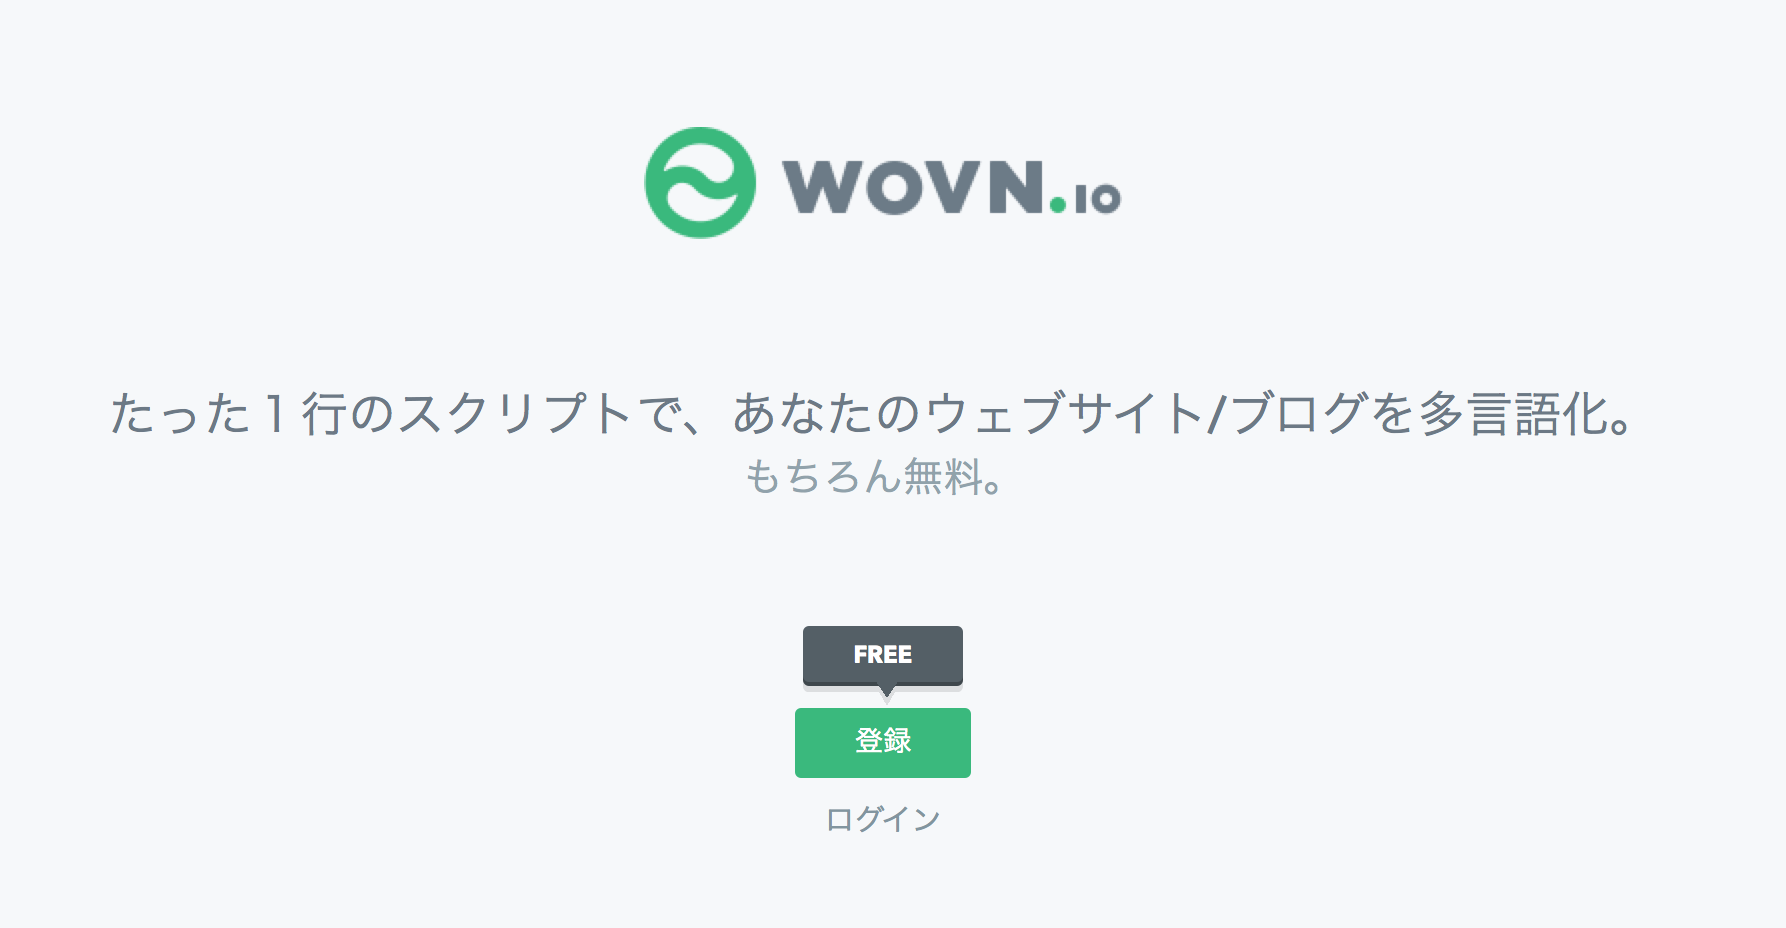 WOVN.io
たった１行のスクリプトで、あなたのウェブサイト/ブログを多言語化。
もちろん無料。
FREE
登録
ログイン